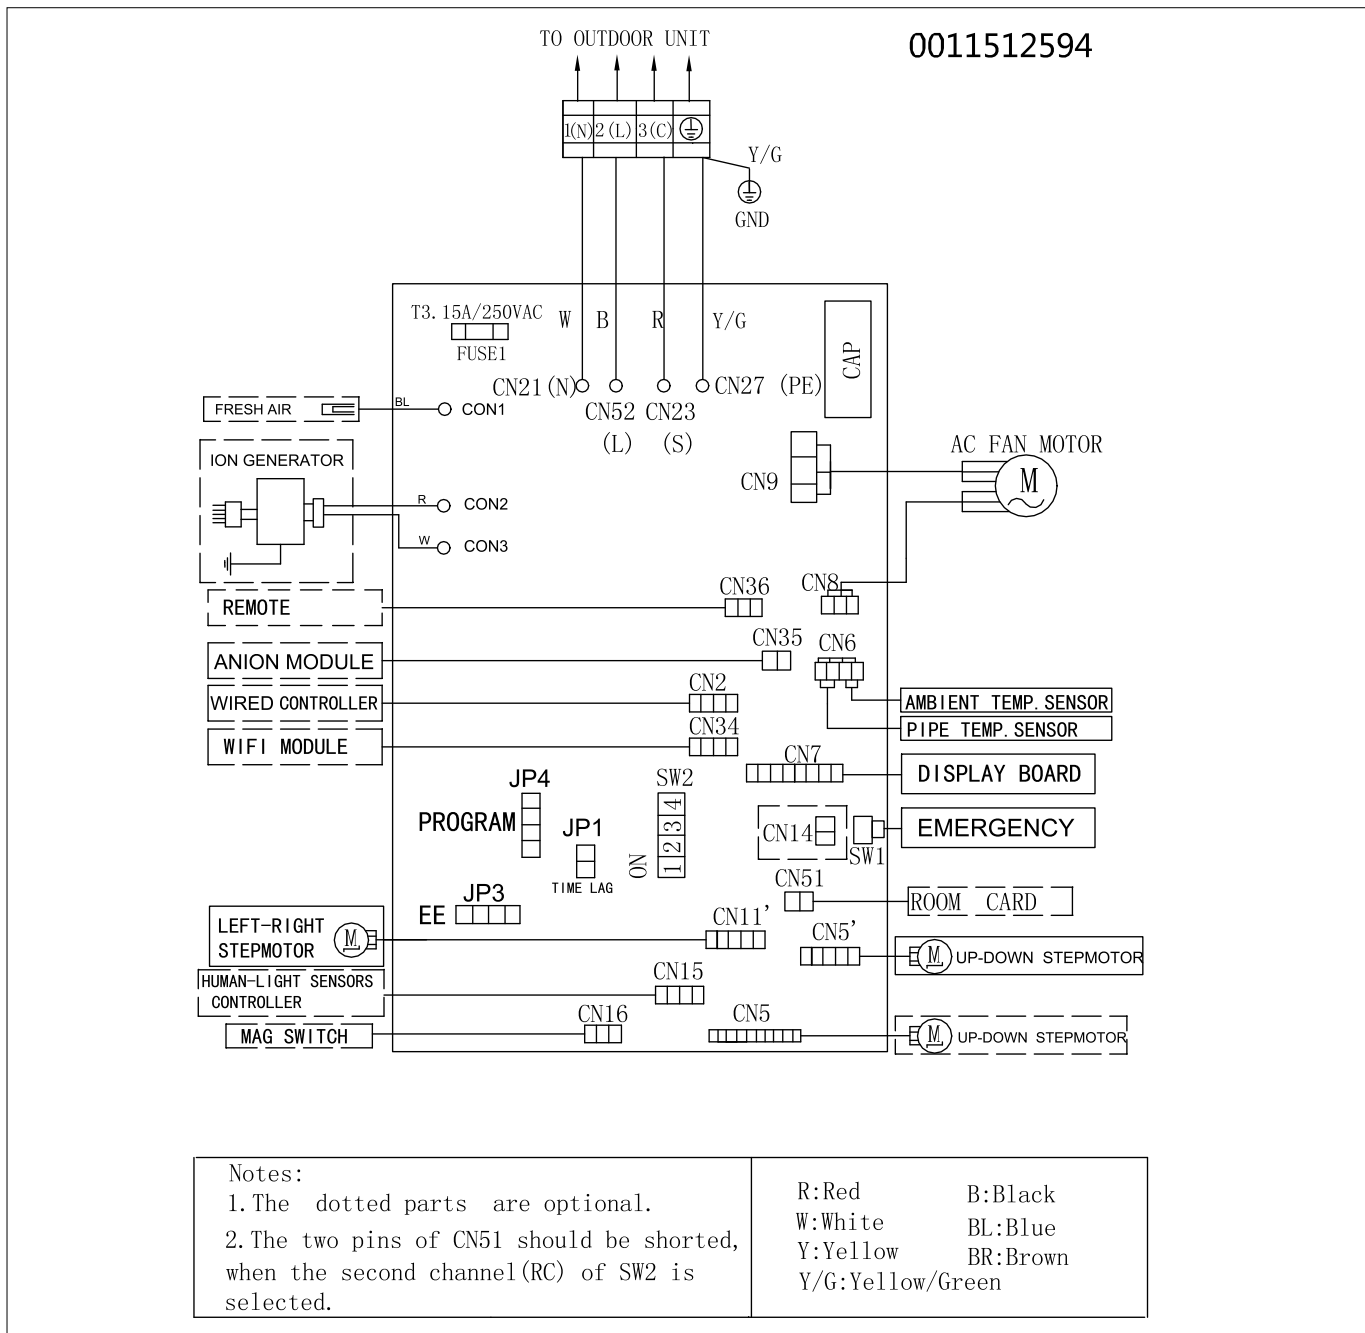 TO OUTDOOR UNIT
0011512594
1(N) 2(L) 3(C)
Y/G
GND
T3.15A/250VAC
FUSE1
W B R Y/G
CAP
CN21(N)
CN27 (PE)
CN52 CN23
(L) (S)
FRESH AIR
BL
CON1
ION GENERATOR
R
CON2
W
CON3
CN9
AC FAN MOTOR
M
CN36
CN8
REMOTE
CN35
CN6
ANION MODULE
CN2
WIRED CONTROLLER
AMBIENT TEMP.SENSOR
CN34
PIPE TEMP.SENSOR
WIFI MODULE
CN7
DISPLAY BOARD
JP4
SW2
PROGRAM
JP1
TIME LAG
ON
1 2 3 4
CN14
SW1
EMERGENCY
JP3
EE
CN51
ROOM CARD
LEFT-RIGHT
STEPMOTOR
M
CN11'
CN5'
M
UP-DOWN STEPMOTOR
HUMAN-LIGHT SENSORS
CONTROLLER
CN15
MAG SWITCH
CN16
CN5
M
UP-DOWN STEPMOTOR
Notes:
1.The dotted parts are optional.
2.The two pins of CN51 should be shorted,
when the second channel(RC) of SW2 is
selected.
R:Red B:Black
W:White BL:Blue
Y:Yellow BR:Brown
Y/G:Yellow/Green